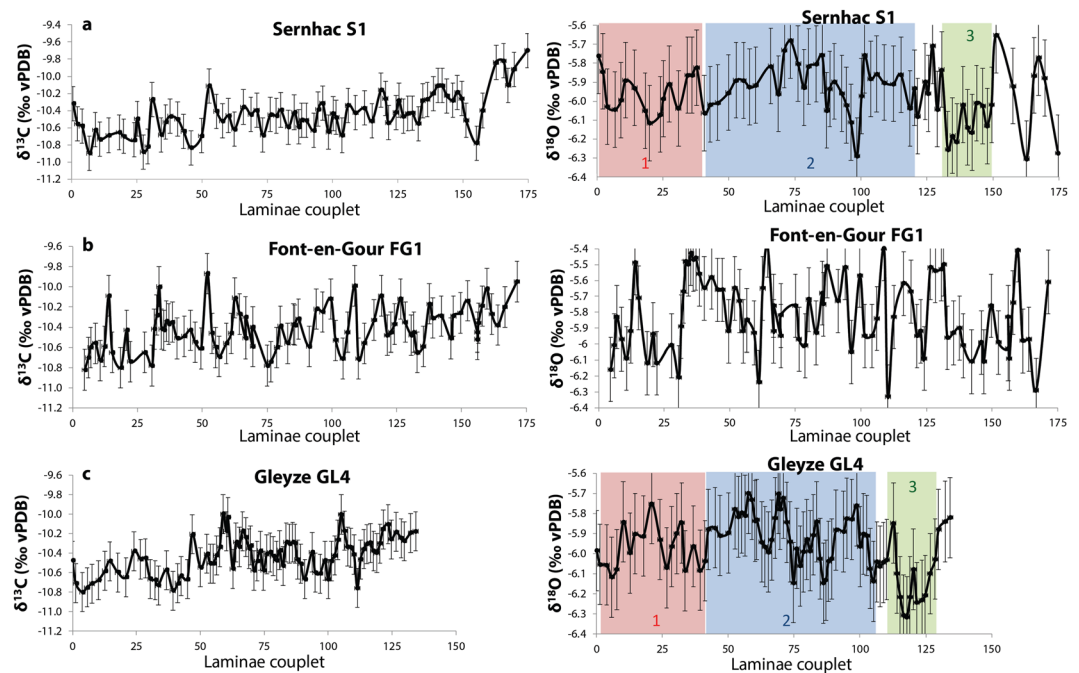 a
Sernhac S1
δ13C (‰ vPDB)
-9.4
-9.6
-9.8
-10.0
-10.2
-10.4
-10.6
-10.8
-11.0
-11.2
0 25 50 75 100 125 150 175
Laminae couplet
Sernhac S1
δ18O (‰ vPDB)
-5.6
-5.7
-5.8
-5.9
-6.0
-6.1
-6.2
-6.3
-6.4
1
2
3
0 25 50 75 100 125 150 175
Laminae couplet
b
Font-en-Gour FG1
δ13C (‰ vPDB)
-9.6
-9.8
-10.0
-10.2
-10.4
-10.6
-10.8
-11.0
-11.2
0 25 50 75 100 125 150 175
Laminae couplet
Font-en-Gour FG1
δ18O (‰ vPDB)
-5.4
-5.5
-5.6
-5.7
-5.8
-5.9
-6
-6.1
-6.2
-6.3
-6.4
0 25 50 75 100 125 150 175
Laminae couplet
c
Gleyze GL4
δ13C (‰ vPDB)
-9.6
-9.8
-10.0
-10.2
-10.4
-10.6
-10.8
-11.0
-11.2
0 25 50 75 100 125 150
Laminae couplet
Gleyze GL4
δ18O (‰ vPDB)
-5.6
-5.7
-5.8
-5.9
-6.0
-6.1
-6.2
-6.3
-6.4
1
2
3
0 25 50 75 100 125 150
Laminae couplet